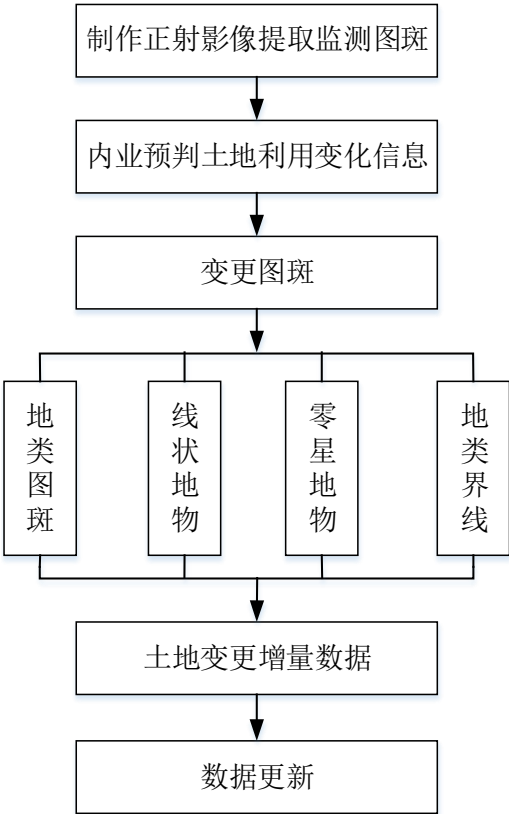 制作正射影像提取监测图斑
内业预判土地利用变化信息
变更图斑
地类图斑
线状地物
零星地物
地类界线
土地变更增量数据
数据更新